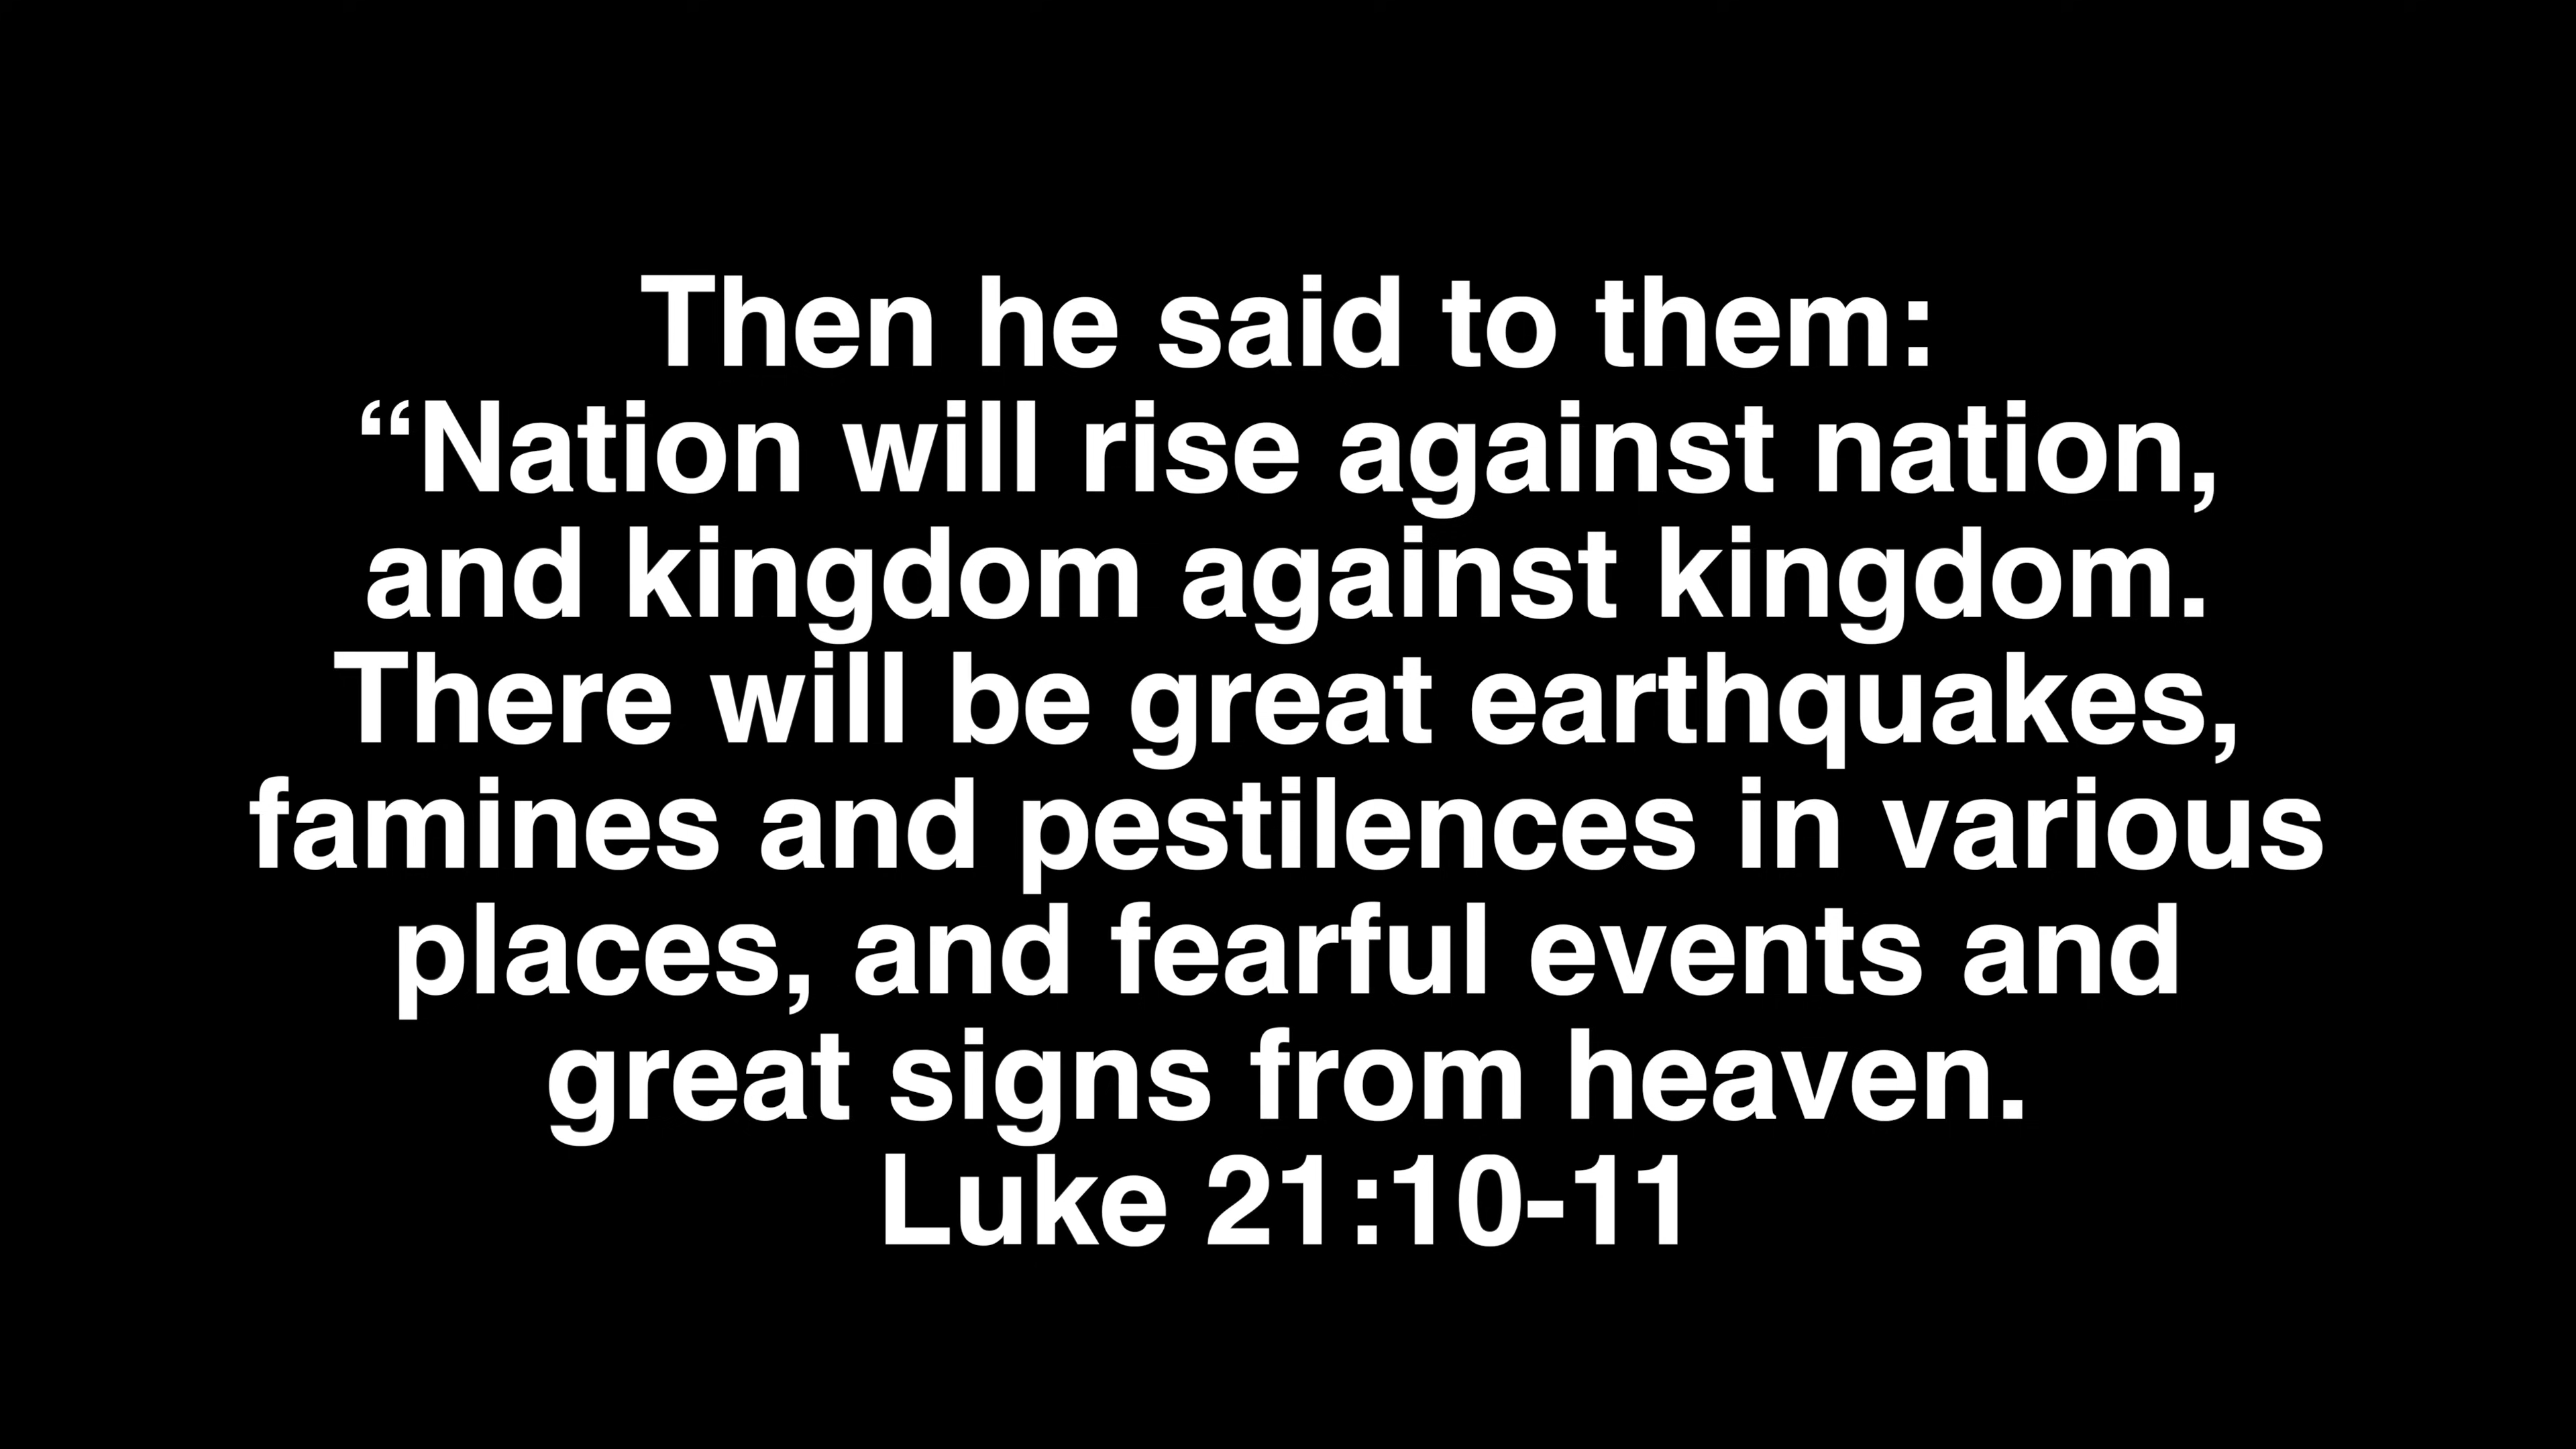 Then he said to them:
“Nation will rise against nation,
and kingdom against kingdom.
There will be great earthquakes,
famines and pestilences in various
places, and fearful events and
great signs from heaven.
Luke 21:10-11